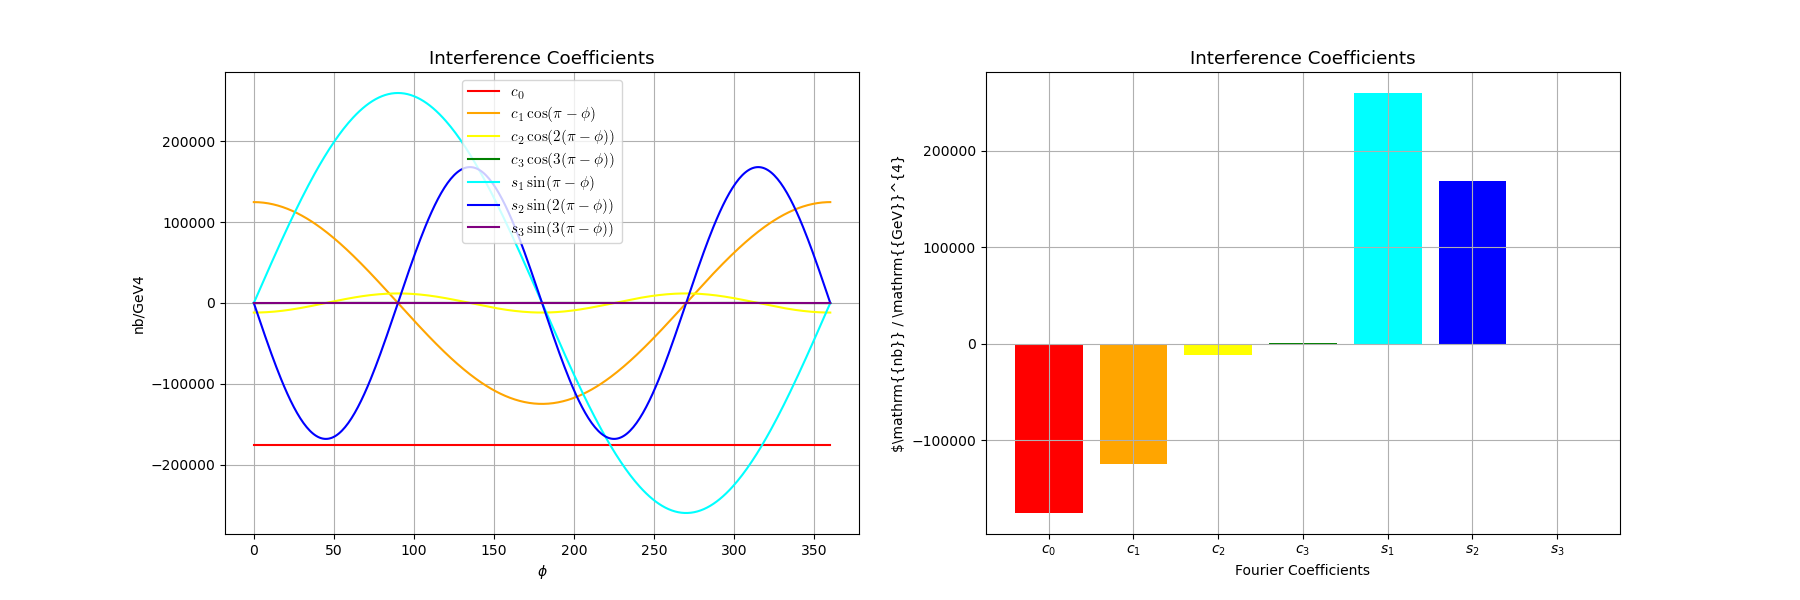 Interference Coefficients
c₀
c₁ cos(π − ϕ)
c₂ cos(2(π − ϕ))
c₃ cos(3(π − ϕ))
s₁ sin(π − ϕ)
s₂ sin(2(π − ϕ))
s₃ sin(3(π − ϕ))
nb/GeV4
200000
100000
0
−100000
−200000
0 50 100 150 200 250 300 350
ϕ
Interference Coefficients
$\mathrm{{nb}} / \mathrm{{GeV}}^{4}
200000
100000
0
−100000
c₀ c₁ c₂ c₃ s₁ s₂ s₃
Fourier Coefficients